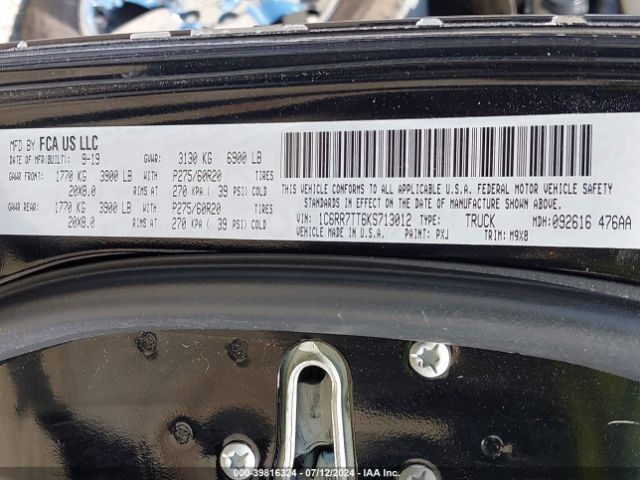 MFD BY FCA US LLC
DATE OF MFR(BUILT): 9-19 GVWR: 3130 KG 6900 LB
GAWR FRONT: 1770 KG 3900 LB WITH P275/60R20 TIRES
20X8.0 RIMS AT 270 KPA ( 39 PSI) COLD
GAWR REAR: 1770 KG 3900 LB WITH P275/60R20 TIRES
20X8.0 RIMS AT 270 KPA ( 39 PSI) COLD
THIS VEHICLE CONFORMS TO ALL APPLICABLE U.S.A. FEDERAL MOTOR VEHICLE SAFETY
STANDARDS IN EFFECT ON THE DATE OF MANUFACTURE SHOWN ABOVE.
VIN: 1C6RR7TT6KS713012 TYPE: TRUCK MDH:092616 476AA
VEHICLE MADE IN U.S.A. PAINT: PXJ TRIM: M9X8
000-39816324 - 07/12/2024 - IAA Inc.